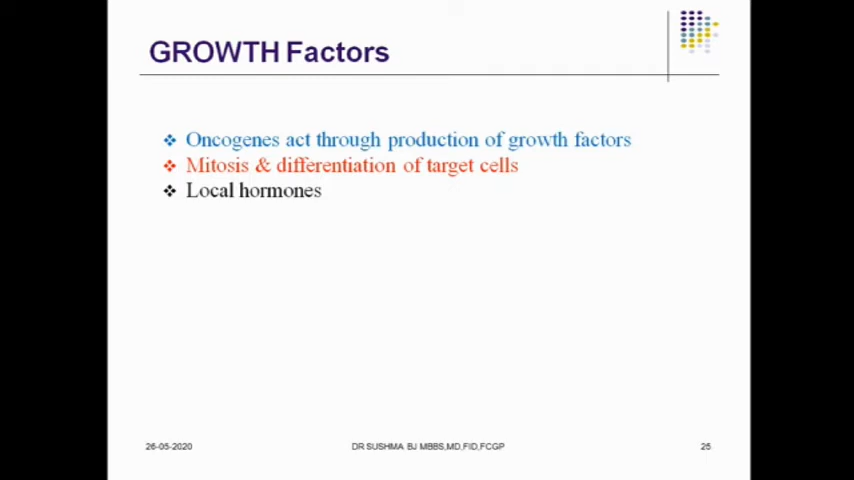 GROWTH Factors
Oncogenes act through production of growth factors
Mitosis & differentiation of target cells
Local hormones
26-05-2020 DR SUSHMA BJ MBBS,MD,FID,FCGP 25